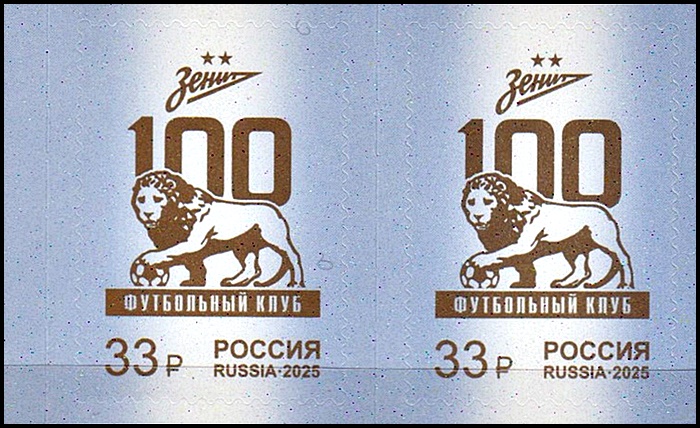 Зенит
100
ФУТБОЛЬНЫЙ КЛУБ
33 ₽
РОССИЯ
RUSSIA·2025
Зенит
100
ФУТБОЛЬНЫЙ КЛУБ
33 ₽
РОССИЯ
RUSSIA·2025